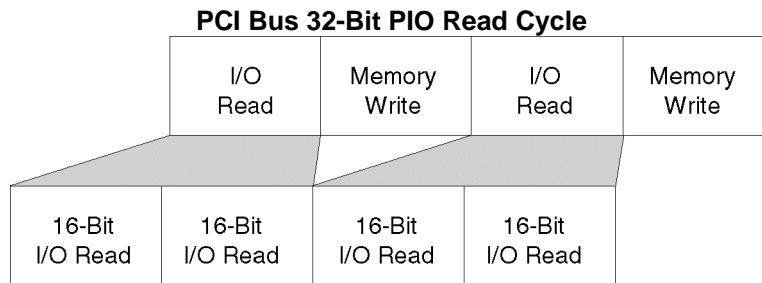 PCI Bus 32-Bit PIO Read Cycle
I/O
Read
Memory
Write
I/O
Read
Memory
Write
16-Bit
I/O Read
16-Bit
I/O Read
16-Bit
I/O Read
16-Bit
I/O Read